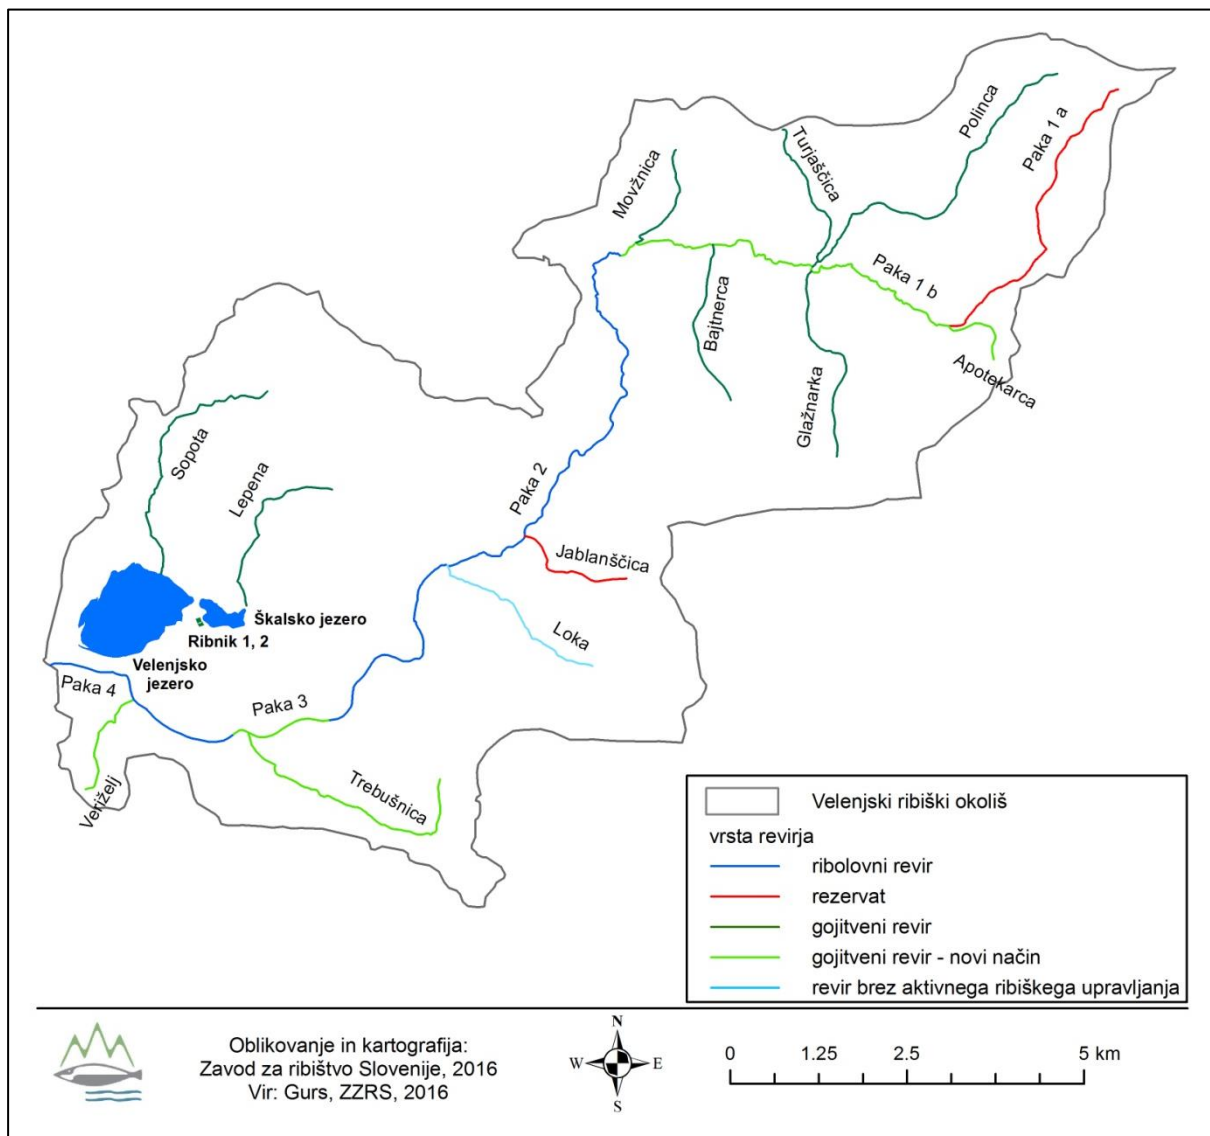 Polinca
Paka 1 a
Turjaščica
Movžnica
Paka 1 b
Bajtnerca
Apotekarca
Glažnarka
Sopota
Lepena
Paka 2
Jablanščica
Loka
Škalsko jezero
Ribnik 1, 2
Velenjsko
jezero
Paka 4
Paka 3
Trebušnica
Veriželj
Velenjski ribiški okoliš
vrsta revirja
ribolovni revir
rezervat
gojitveni revir
gojitveni revir - novi način
revir brez aktivnega ribiškega upravljanja
Oblikovanje in kartografija:
Zavod za ribištvo Slovenije, 2016
Vir: Gurs, ZZRS, 2016
N
W E
S
0 1.25 2.5 5 km